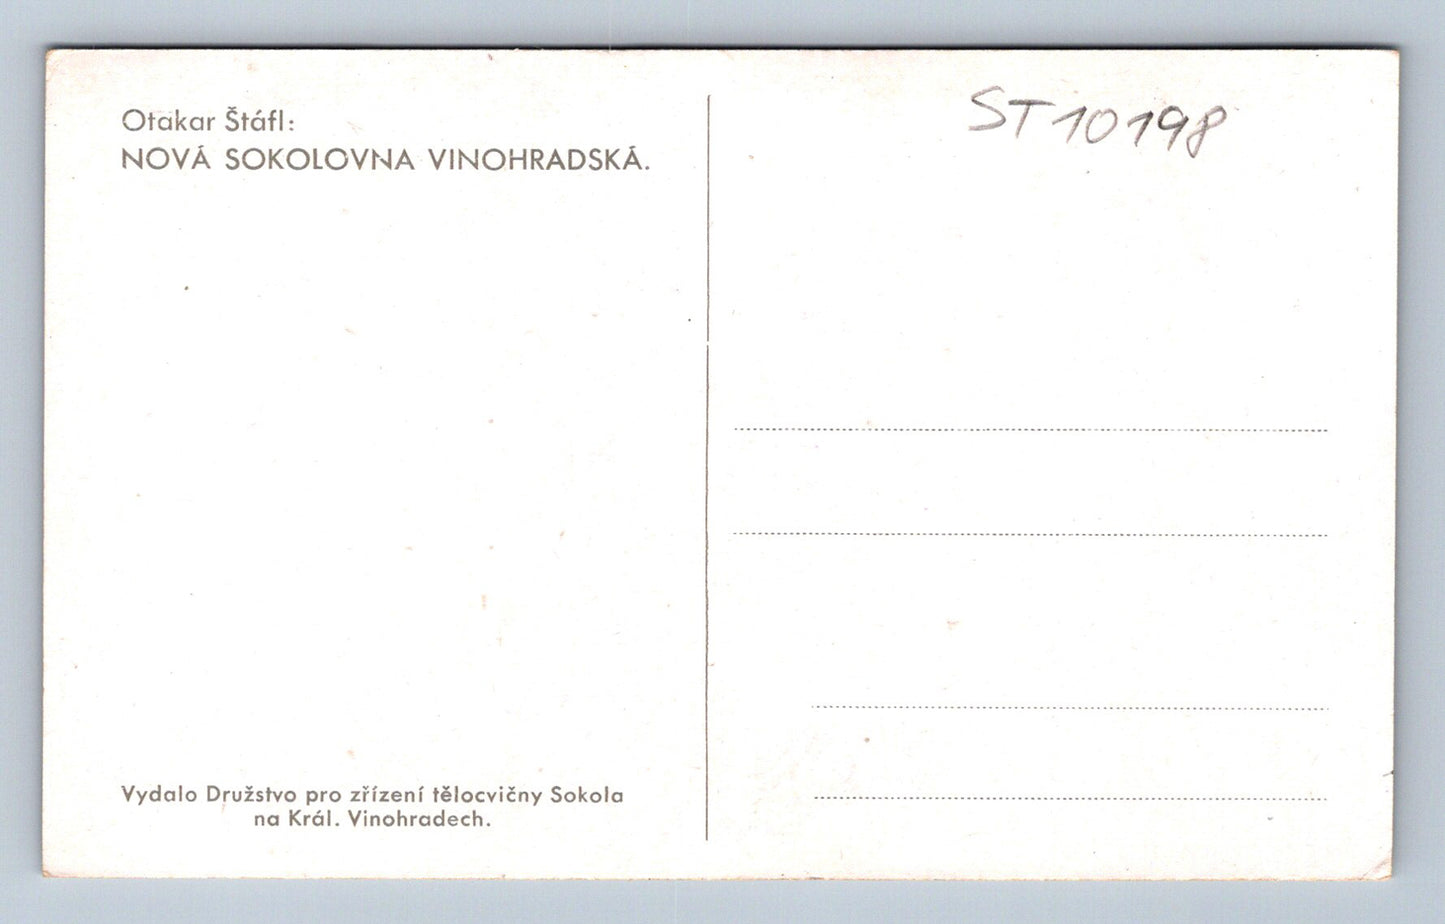 Otakar Štáfl:
NOVÁ SOKOLOVNA VINOHRADSKÁ.
ST10198
Vydalo Družstvo pro zřízení tělocvičny Sokola
na Král. Vinohradech.